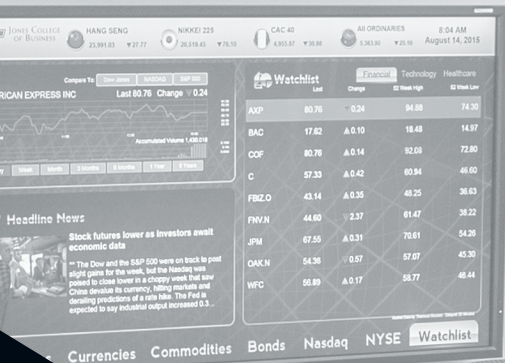 JONES COLLEGE
OF BUSINESS
HANG SENG
23,991.03 ▼27.77
NIKKEI 225
20,519.45 ▼76.10
CAC 40
4,955.87 ▼30.98
All ORDINARIES
5,363.90 ▼25.10
8:04 AM
August 14, 2015
Compare To: Dow Jones NASDAQ S&P 500
RICAN EXPRESS INC Last 80.76 Change ▼0.24
Accumulated Volume
Week Month 3 Months 6 Months 1 Year
Headline News
Stock futures lower as investors await
economic data
** The Dow and the S&P 500 were on track to post
slight gains for the week, but the Nasdaq was
poised to close lower in a choppy week that saw
China devalue its currency, hitting markets and
derailing predictions of a rate hike. The Fed is
expected to say industrial output increased 0.3...
Watchlist Financial Technology Healthcare
Last Change 52 Week High 52 Week Low
AXP 80.76 ▼0.24 94.88 74.30
BAC 17.62 ▲0.10 18.48 14.97
COF 80.76 ▲0.14 92.08 72.80
C 57.33 ▲0.42 60.94 46.60
FBIZ.O 43.14 ▲0.35 48.25 36.63
FNV.N 44.60 ▼2.37 61.47 38.22
JPM 67.55 ▲0.31 70.61 54.26
OAK.N 54.36 ▼0.57 57.07 45.30
WFC 56.89 ▲0.17 58.77 46.44
s Currencies Commodities Bonds Nasdaq NYSE Watchlist